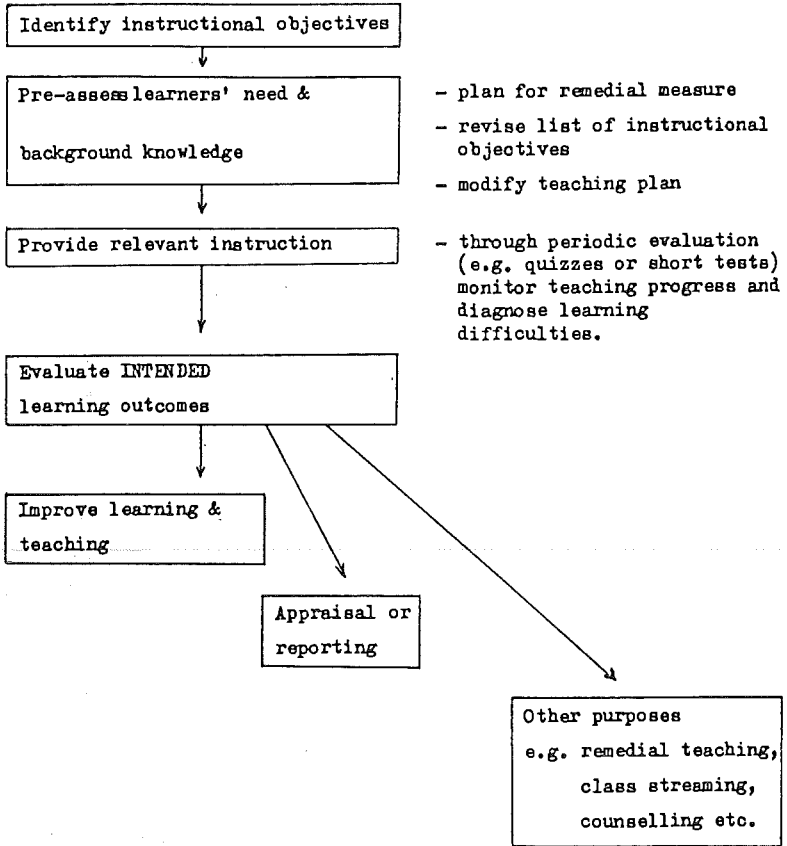 Identify instructional objectives
Pre-assess learners' need &
background knowledge
- plan for remedial measure
- revise list of instructional
objectives
- modify teaching plan
Provide relevant instruction
- through periodic evaluation
(e.g. quizzes or short tests)
monitor teaching progress and
diagnose learning
difficulties.
Evaluate INTENDED
learning outcomes
Improve learning &
teaching
Appraisal or
reporting
Other purposes
e.g. remedial teaching,
class streaming,
counselling etc.